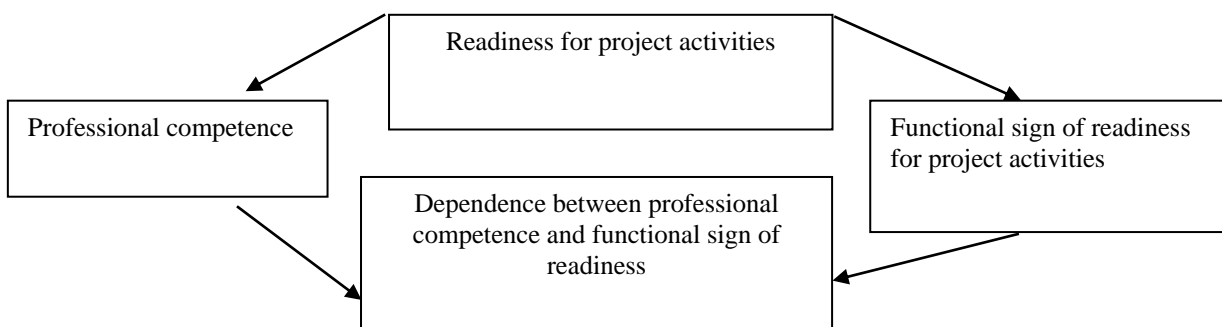 Readiness for project activities
Professional competence
Functional sign of readiness
for project activities
Dependence between professional
competence and functional sign of
readiness